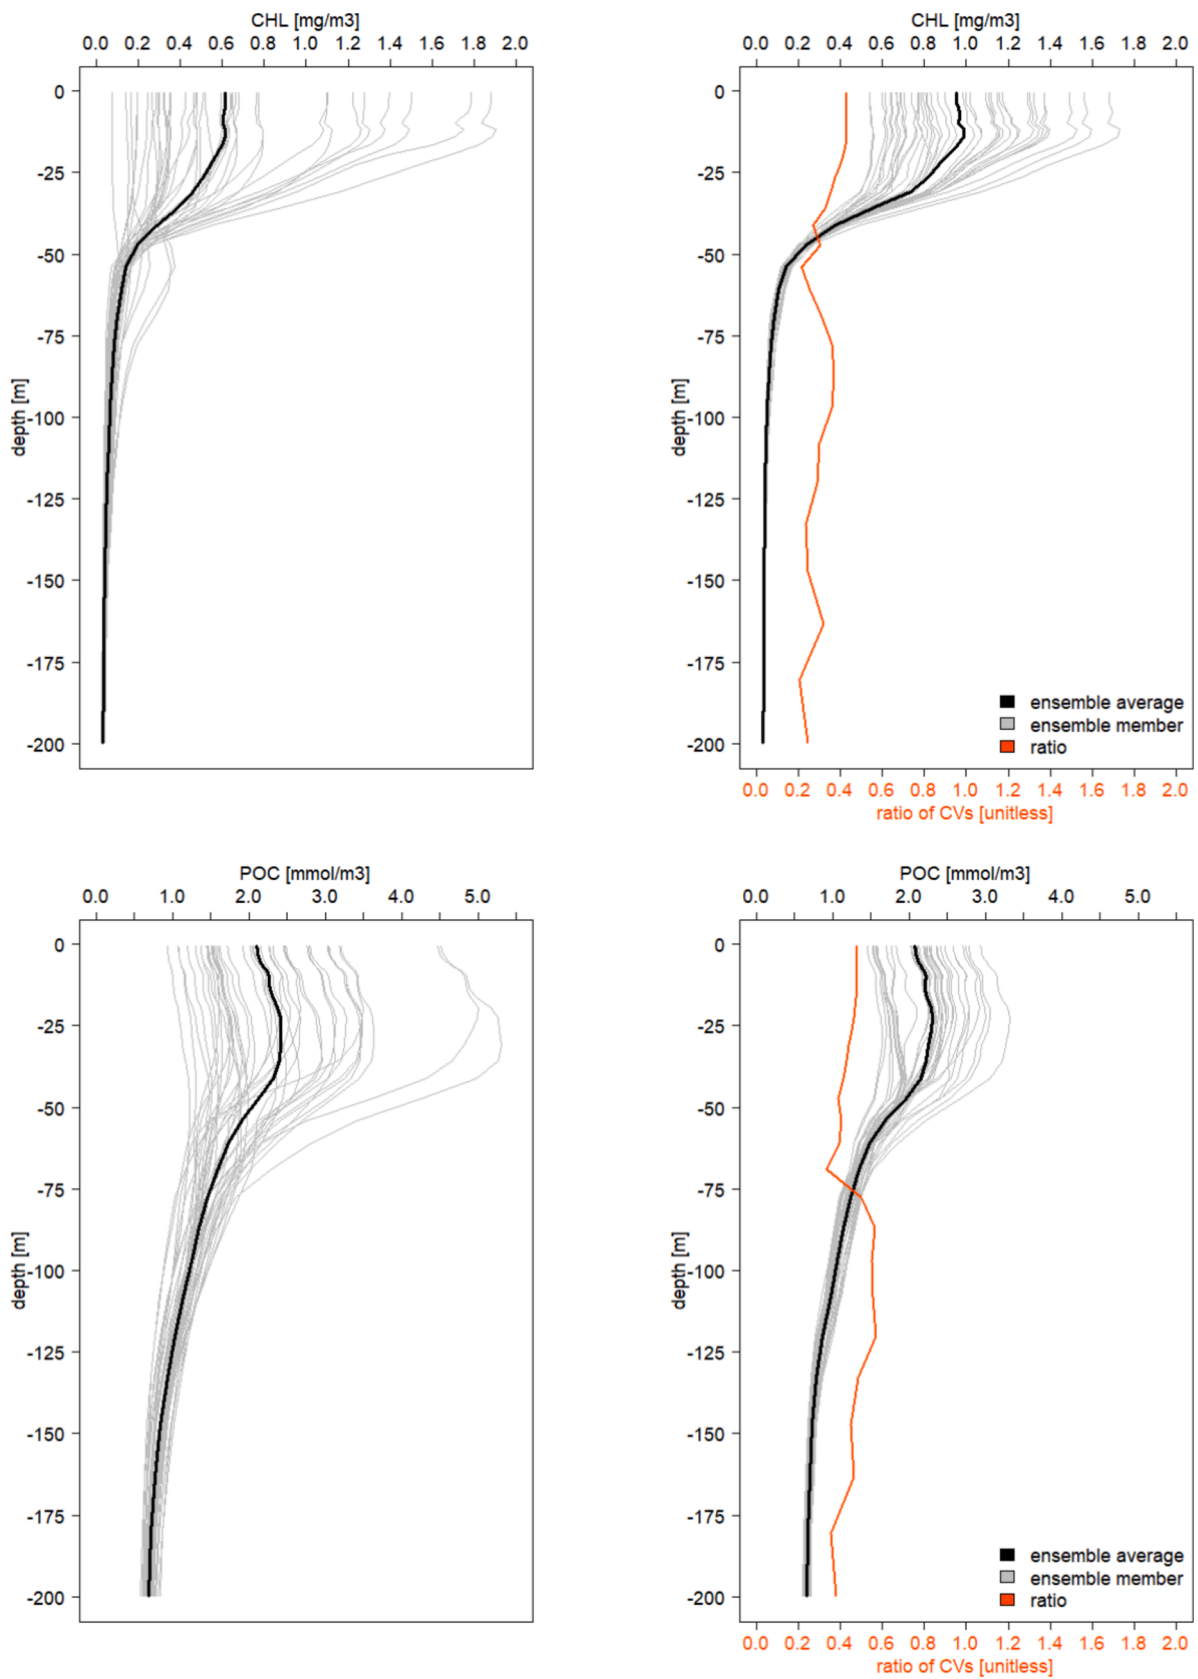 CHL [mg/m3]
0.0 0.2 0.4 0.6 0.8 1.0 1.2 1.4 1.6 1.8 2.0
0
-25
-50
-75
-100
-125
-150
-175
-200
depth [m]
CHL [mg/m3]
0.0 0.2 0.4 0.6 0.8 1.0 1.2 1.4 1.6 1.8 2.0
0
-25
-50
-75
-100
-125
-150
-175
-200
depth [m]
ensemble average
ensemble member
ratio
0.0 0.2 0.4 0.6 0.8 1.0 1.2 1.4 1.6 1.8 2.0
ratio of CVs [unitless]
POC [mmol/m3]
0.0 1.0 2.0 3.0 4.0 5.0
0
-25
-50
-75
-100
-125
-150
-175
-200
depth [m]
POC [mmol/m3]
0.0 1.0 2.0 3.0 4.0 5.0
0
-25
-50
-75
-100
-125
-150
-175
-200
depth [m]
ensemble average
ensemble member
ratio
0.0 0.2 0.4 0.6 0.8 1.0 1.2 1.4 1.6 1.8 2.0
ratio of CVs [unitless]